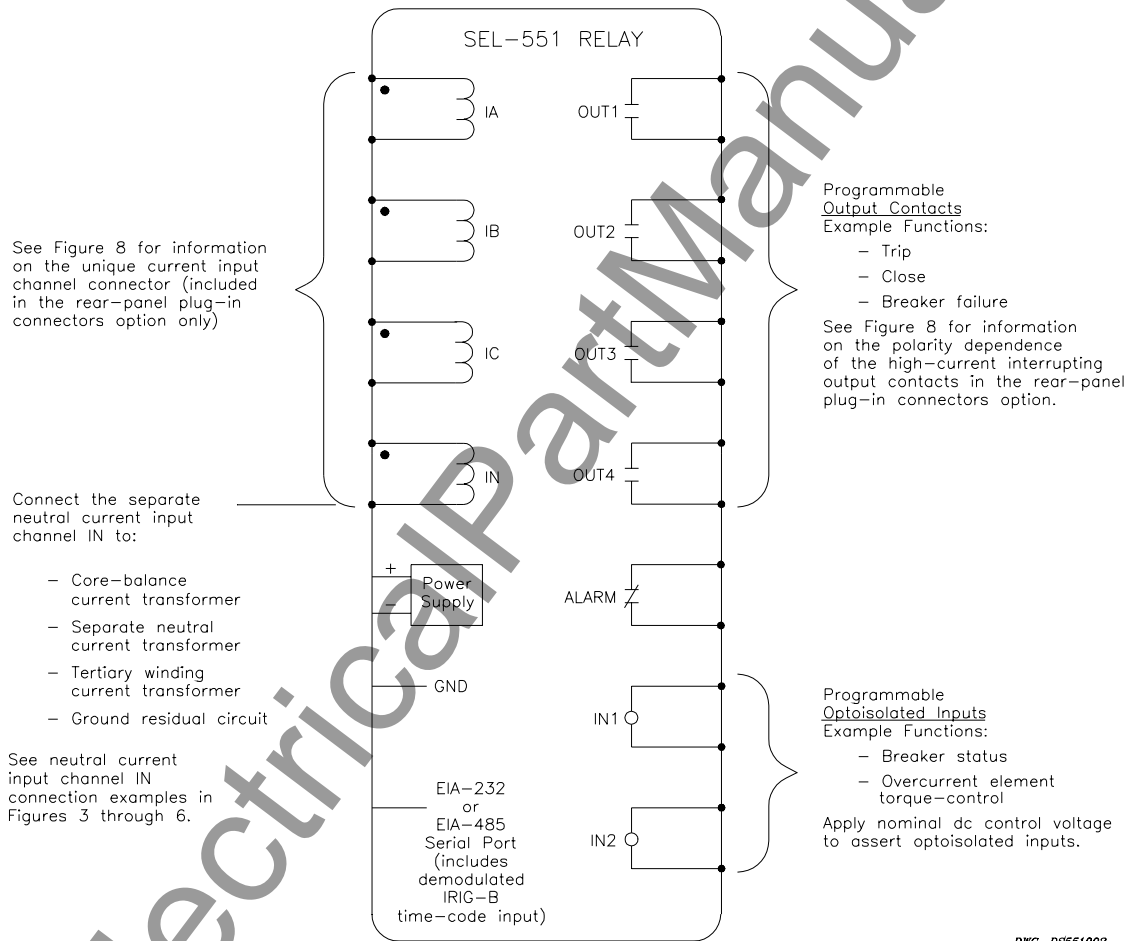 SEL-551 RELAY
IA
IB
IC
IN
+
Power
-
Supply
GND
EIA-232
or
EIA-485
Serial Port
(includes
demodulated
IRIG-B
time-code input)
OUT1
OUT2
OUT3
OUT4
ALARM
IN1
IN2
See Figure 8 for information
on the unique current input
channel connector (included
in the rear-panel plug-in
connectors option only)
Connect the separate
neutral current input
channel IN to:
- Core-balance
current transformer
- Separate neutral
current transformer
- Tertiary winding
current transformer
- Ground residual circuit
See neutral current
input channel IN
connection examples in
Figures 3 through 6.
Programmable
Output Contacts
Example Functions:
- Trip
- Close
- Breaker failure
See Figure 8 for information
on the polarity dependence
of the high-current interrupting
output contacts in the rear-panel
plug-in connectors option.
Programmable
Optoisolated Inputs
Example Functions:
- Breaker status
- Overcurrent element
torque-control
Apply nominal dc control voltage
to assert optoisolated inputs.
lectricalPartManu